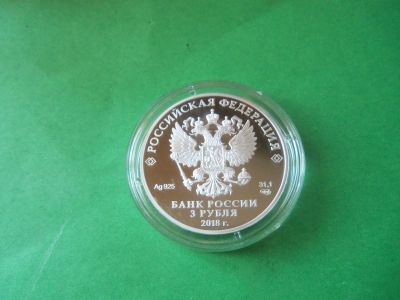 РОССИЙСКАЯ ФЕДЕРАЦИЯ
Ag 925
31,1
БАНК РОССИИ
3 РУБЛЯ
2018 г.